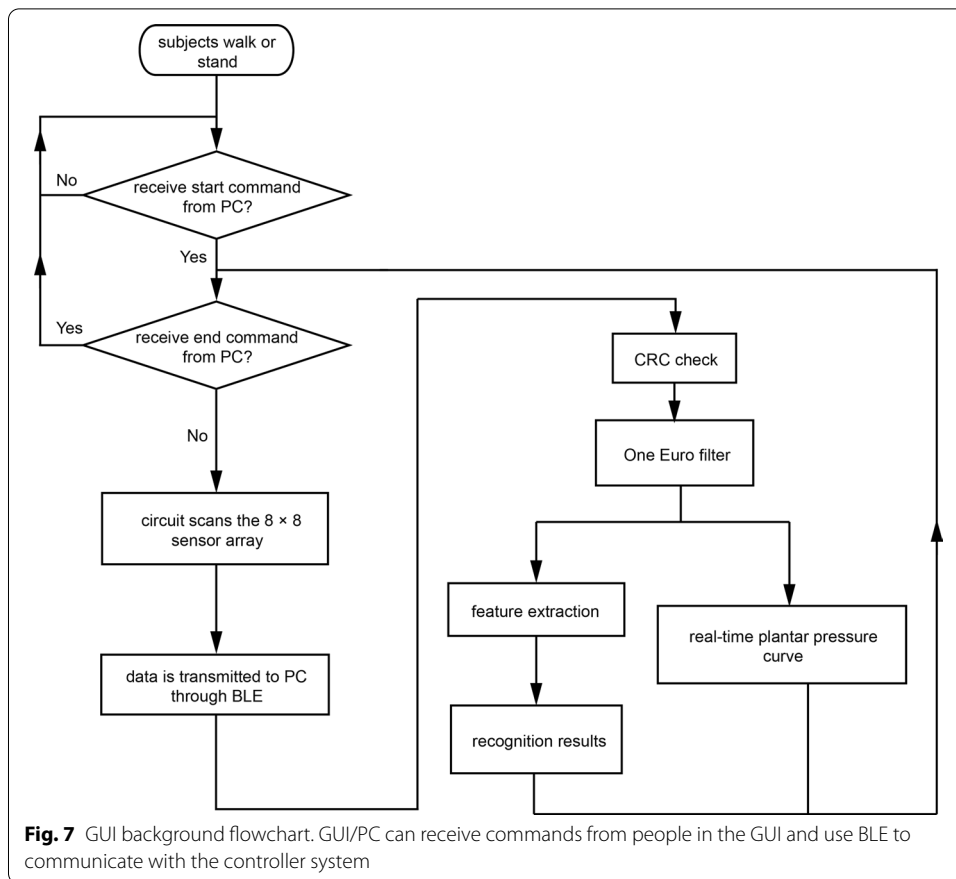 subjects walk or
stand
No
receive start command
from PC?
Yes
Yes
receive end command
from PC?
No
circuit scans the 8 × 8
sensor array
data is transmitted to PC
through BLE
CRC check
One Euro filter
feature extraction
real-time plantar pressure
curve
recognition results
Fig. 7 GUI background flowchart. GUI/PC can receive commands from people in the GUI and use BLE to
communicate with the controller system